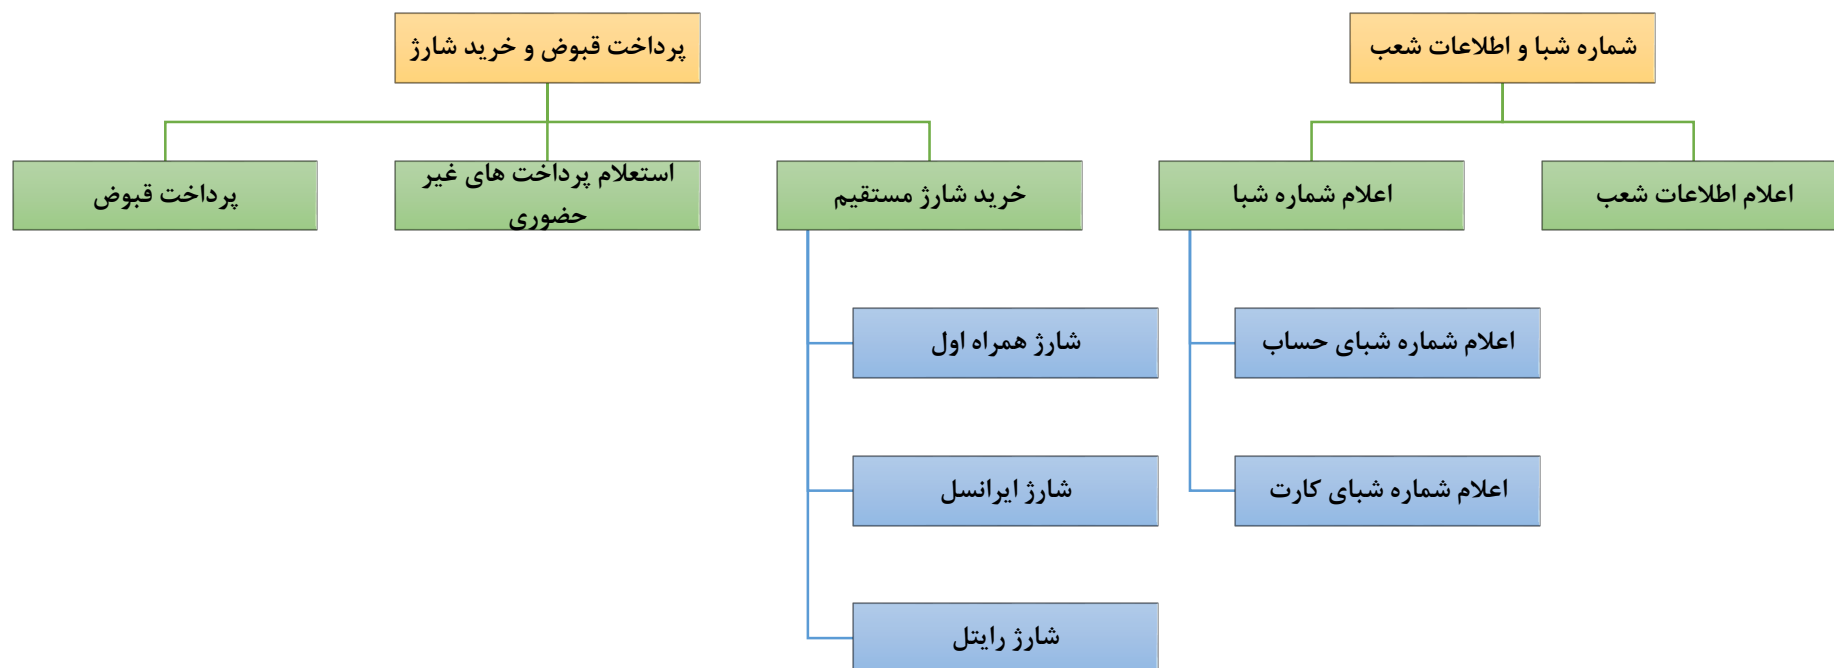 شماره شبا و اطلاعات شعب
پرداخت قبوض و خرید شارژ
اعلام اطلاعات شعب
اعلام شماره شبا
خرید شارژ مستقیم
استعلام پرداخت های غیر
حضوری
پرداخت قبوض
اعلام شماره شبای حساب
شارژ همراه اول
اعلام شماره شبای کارت
شارژ ایرانسل
شارژ رایتل